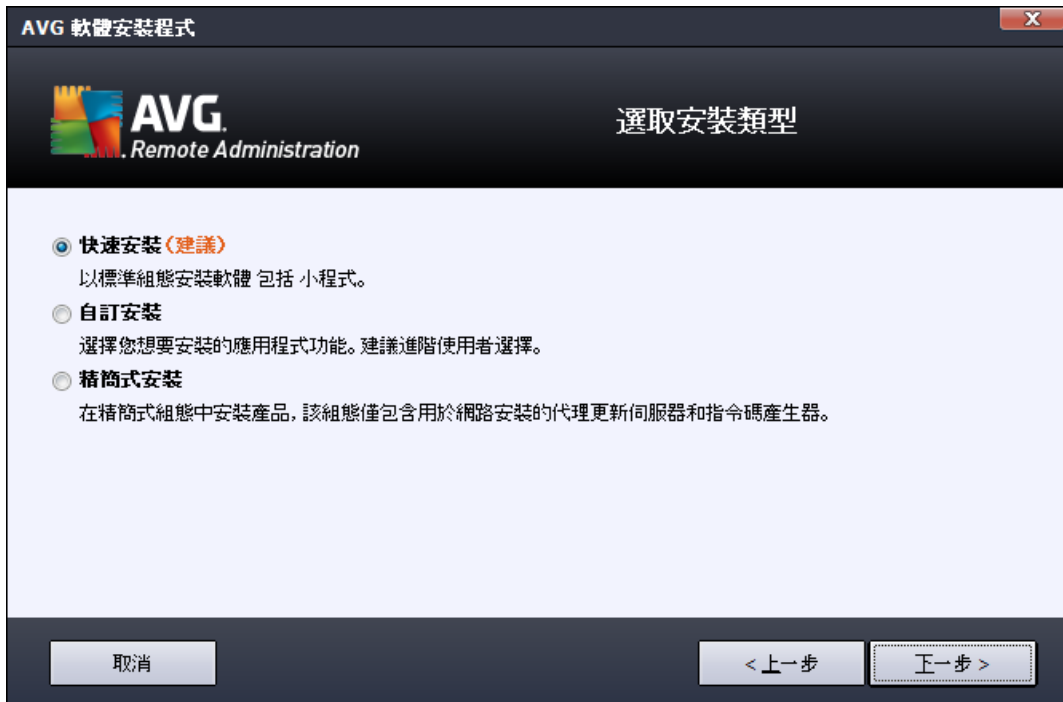 AVG 軟體安裝程式
AVG.
Remote Administration
選取安裝類型
快速安裝(建議)
以標準組態安裝軟體 包括 小程式。
自訂安裝
選擇您想要安裝的應用程式功能。建議進階使用者選擇。
精簡式安裝
在精簡式組態中安裝產品, 該組態僅包含用於網路安裝的代理更新伺服器和指令碼產生器。
取消
< 上一步
下一步 >